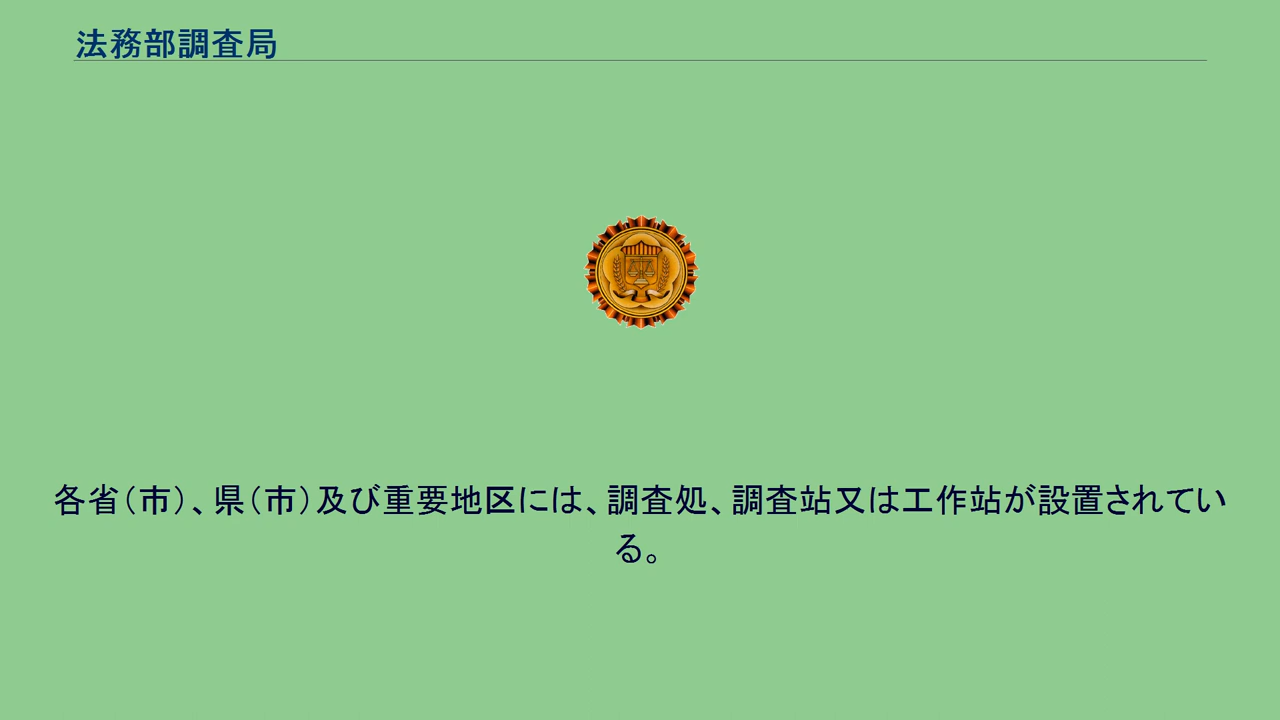 法務部調査局
各省（市）、県（市）及び重要地区には、調査処、調査站又は工作站が設置されてい
る。